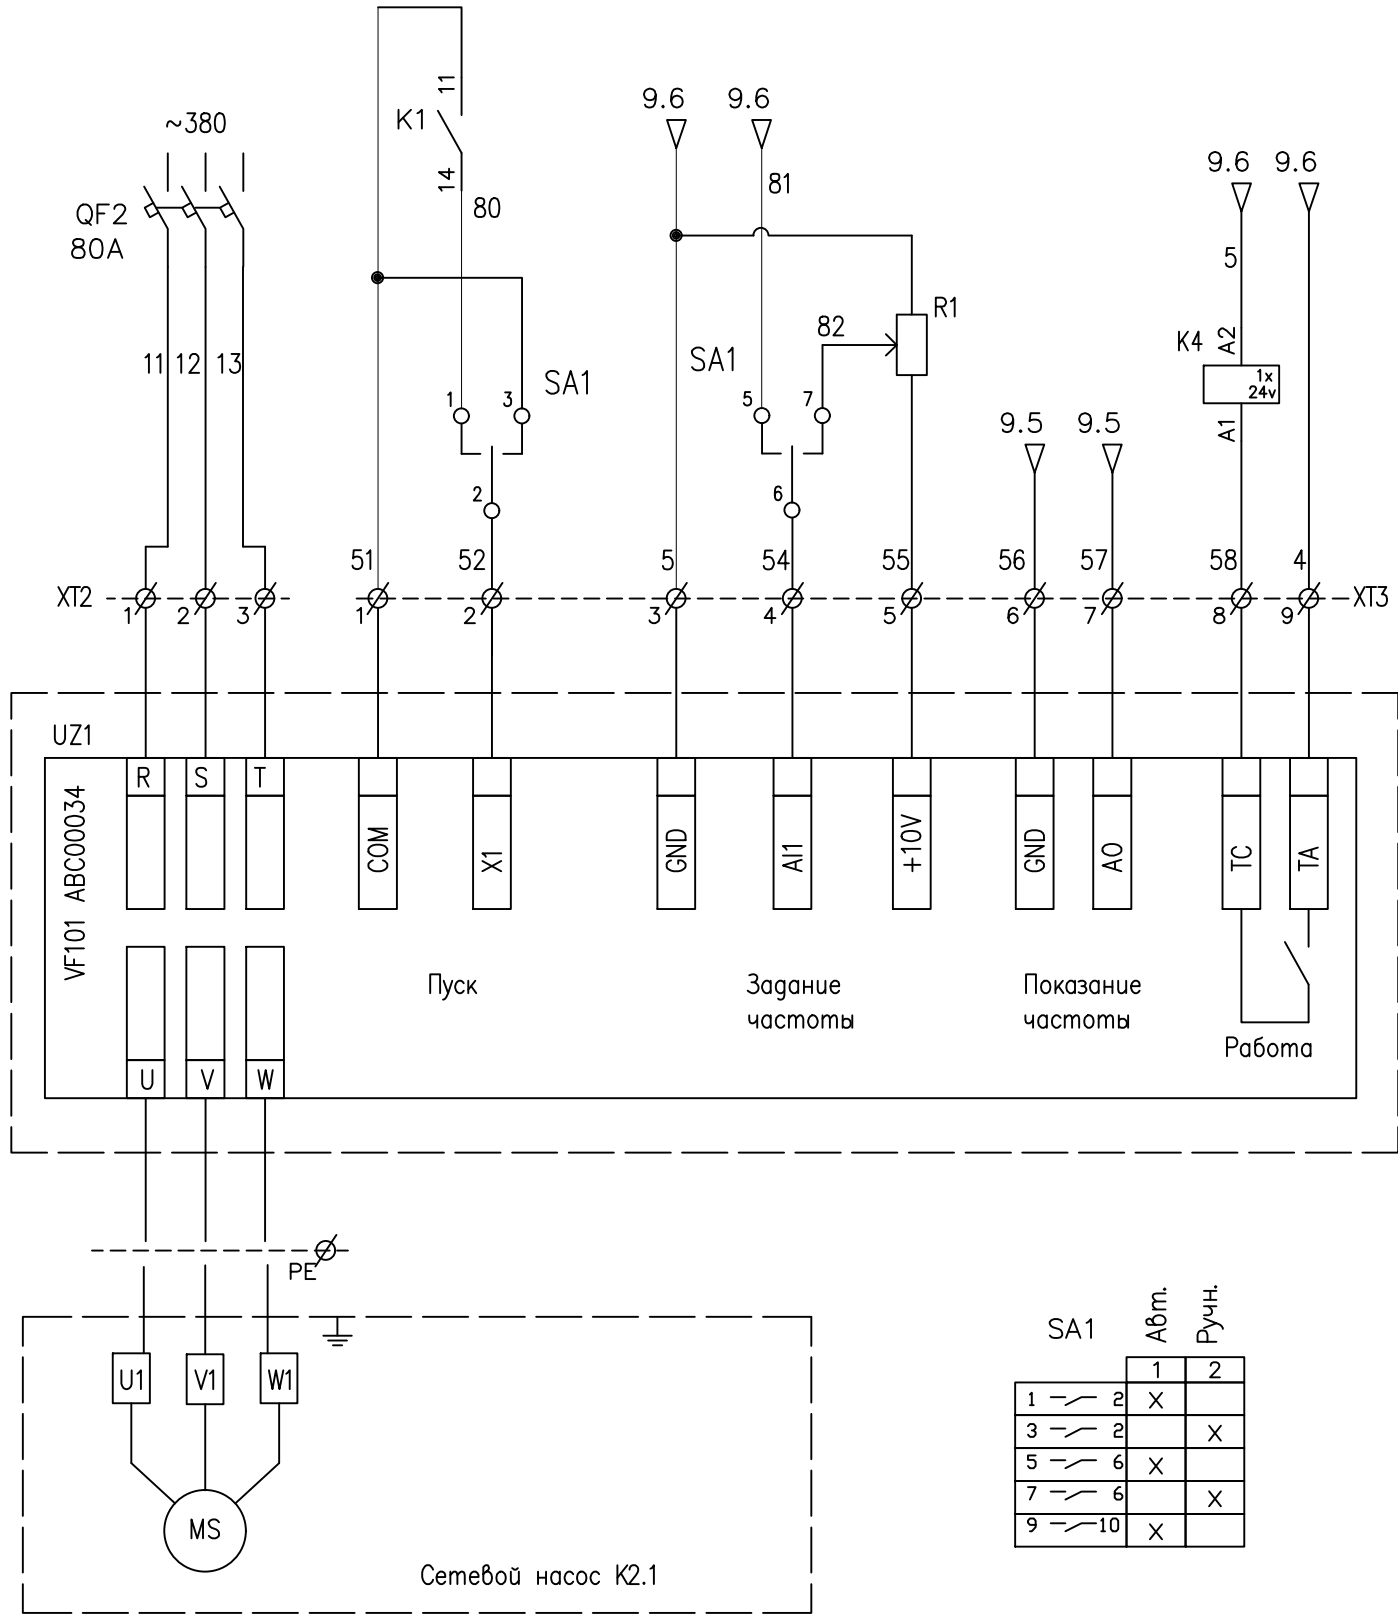 ~380
QF2
80A
11
12
13
K1
11
14
80
SA1
1
3
2
51
52
9.6
9.6
81
R1
82
SA1
5
7
6
5
54
55
9.5
9.5
56
57
9.6
9.6
5
K4
A2
1x
24v
A1
58
4
XT2
1
2
3
1
2
3
4
5
6
7
8
9
XT3
UZ1
VF101 ABC00034
R
S
T
COM
X1
GND
AI1
+10V
GND
AO
TC
TA
Пуск
Задание
частоты
Показание
частоты
Работа
U
V
W
PE
U1
V1
W1
MS
Сетевой насос К2.1
SA1
Авт.
Ручн.
1 2
1 2 X
3 2 X
5 6 X
7 6 X
9 10 X